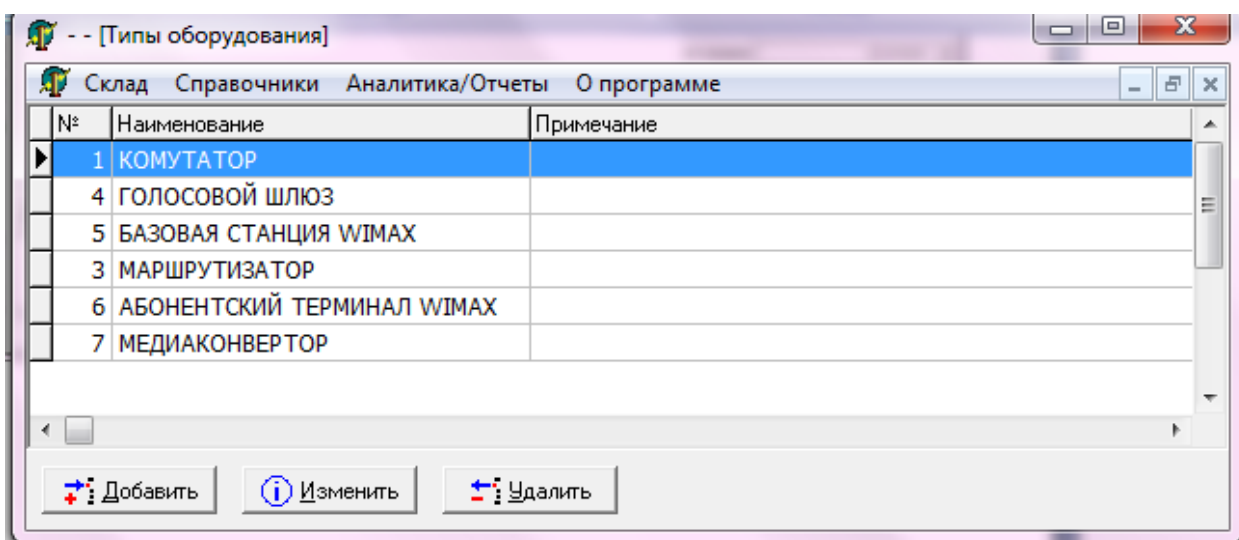 - - [Типы оборудования]
Склад Справочники Аналитика/Отчеты О программе
№ Наименование Примечание
1 КОМУТАТОР
4 ГОЛОСОВОЙ ШЛЮЗ
5 БАЗОВАЯ СТАНЦИЯ WIMAX
3 МАРШРУТИЗАТОР
6 АБОНЕНТСКИЙ ТЕРМИНАЛ WIMAX
7 МЕДИАКОНВЕРТОР
Добавить Изменить Удалить